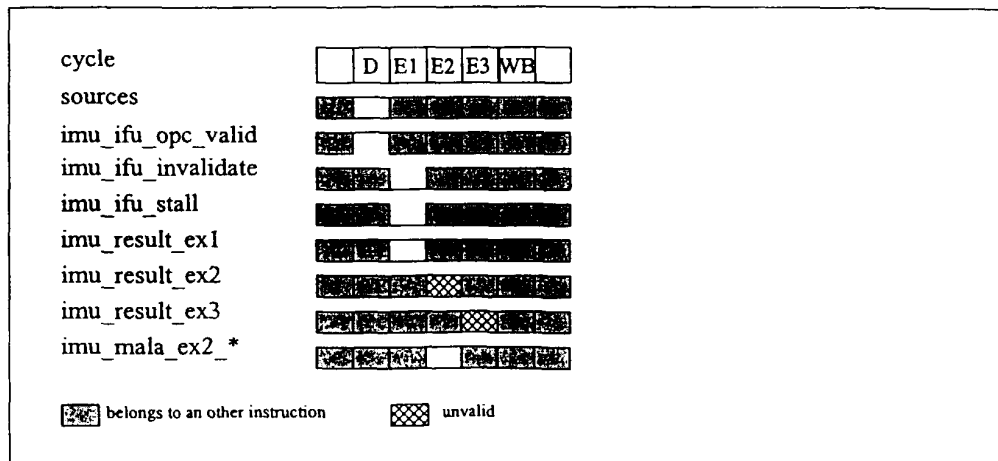 cycle D E1 E2 E3 WB
sources
imu_ifu_opc_valid
imu_ifu_invalidate
imu_ifu_stall
imu_result_ex1
imu_result_ex2
imu_result_ex3
imu_mala_ex2_*
belongs to an other instruction unvalid